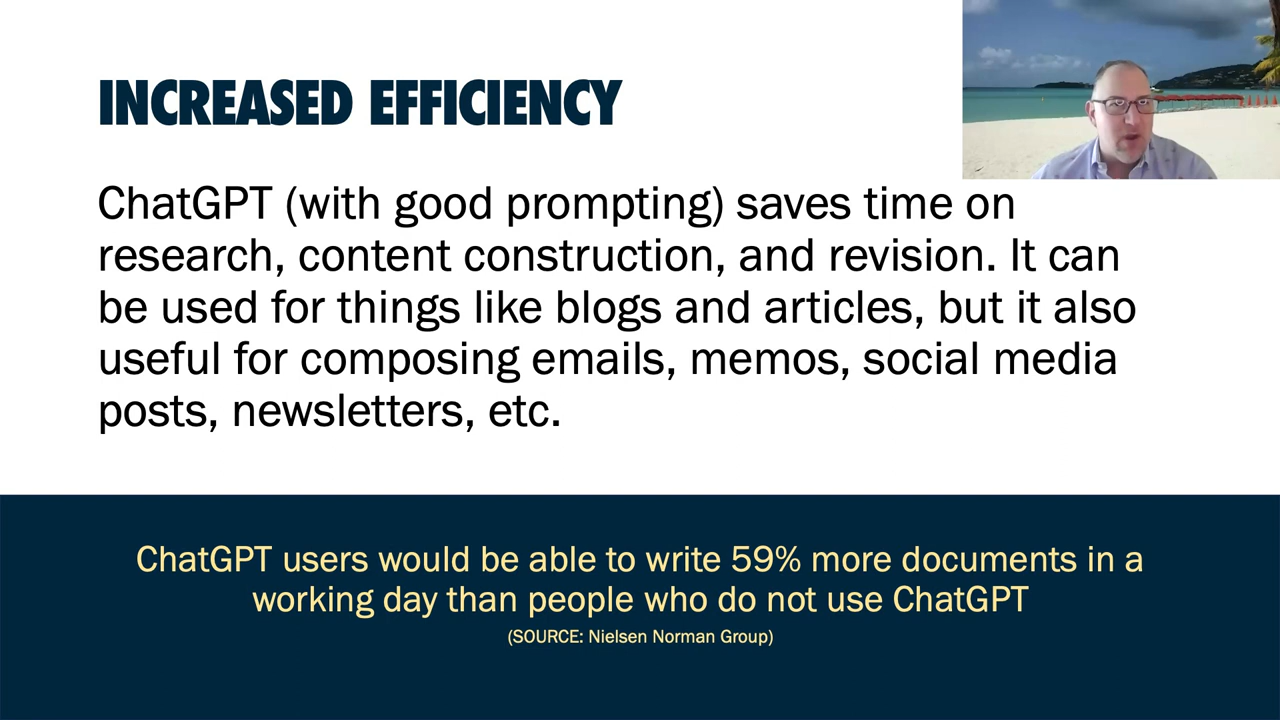 INCREASED EFFICIENCY
ChatGPT (with good prompting) saves time on
research, content construction, and revision. It can
be used for things like blogs and articles, but it also
useful for composing emails, memos, social media
posts, newsletters, etc.
ChatGPT users would be able to write 59% more documents in a
working day than people who do not use ChatGPT
(SOURCE: Nielsen Norman Group)